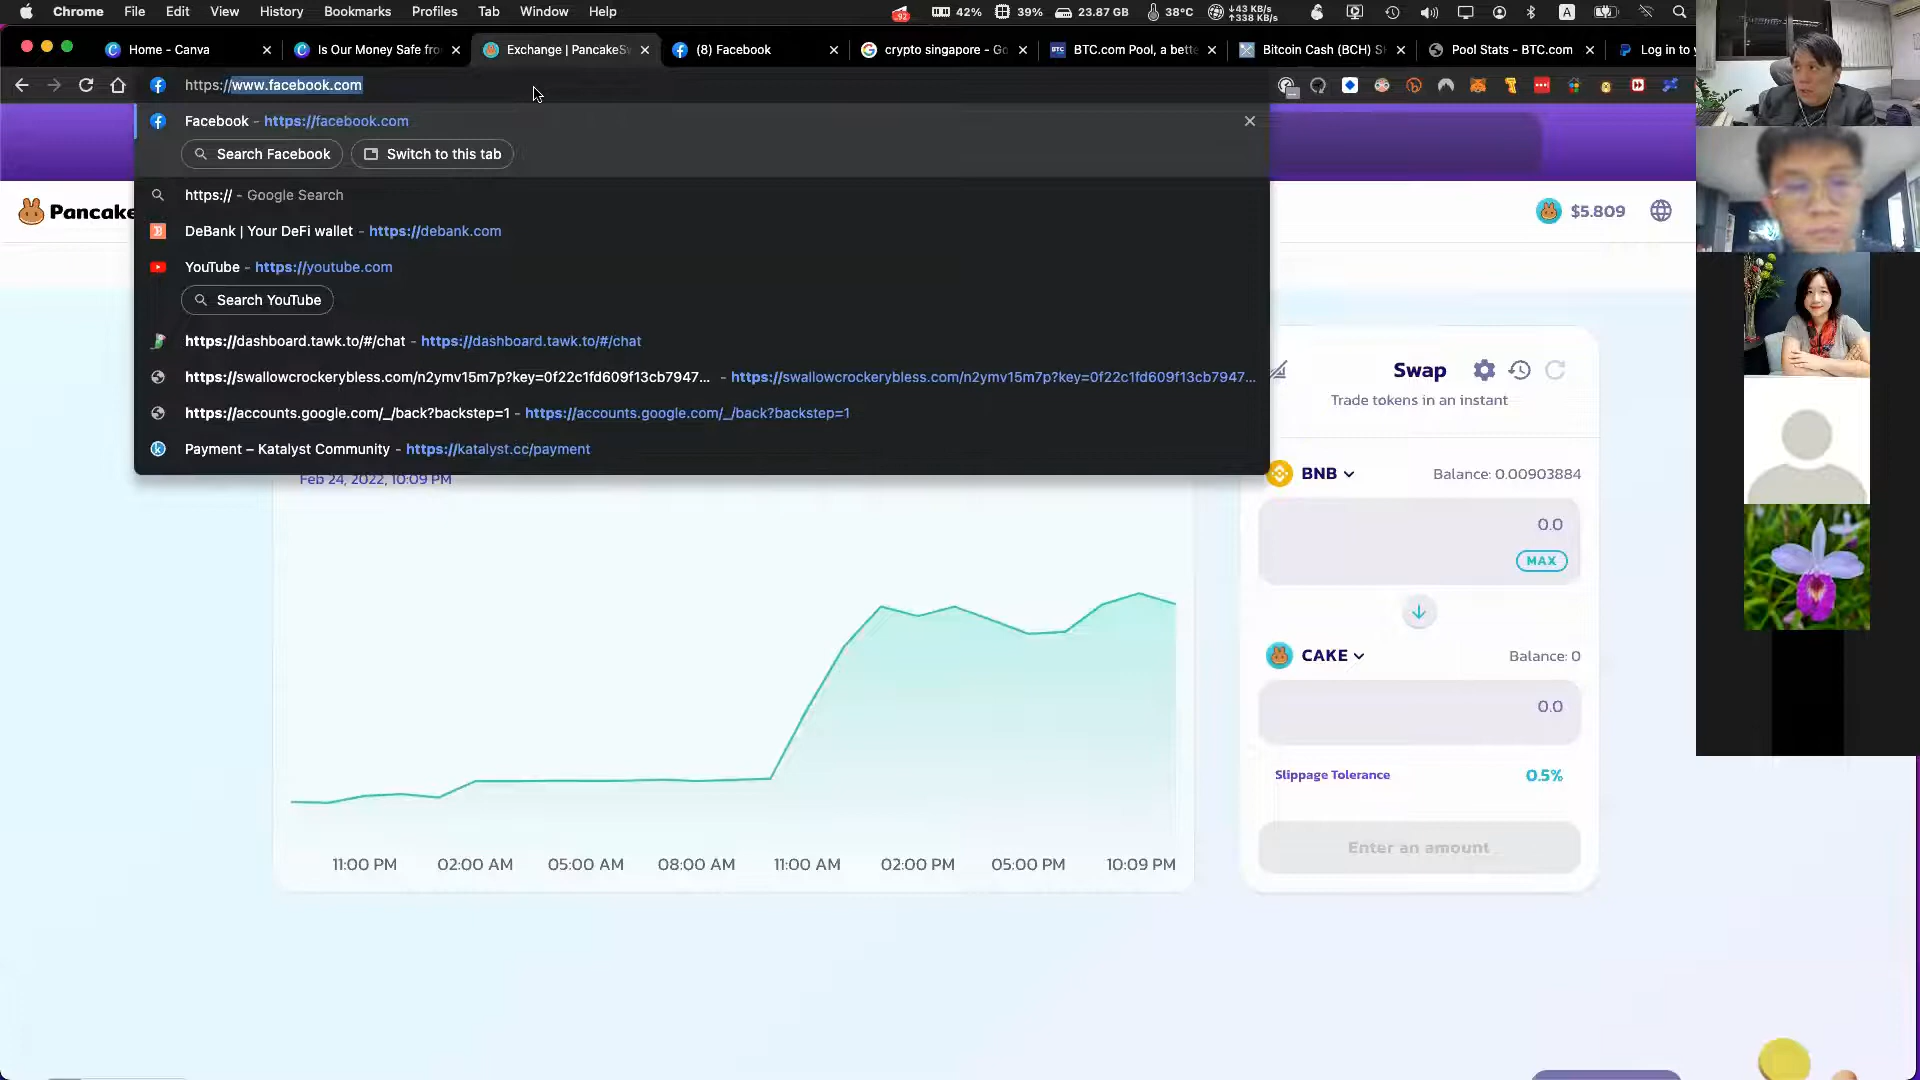 Chrome File Edit View History Bookmarks Profiles Tab Window Help 42% 39% 23.87 GB 38°C ↓43 KB/s ↑338 KB/s A
Home - Canva Is Our Money Safe fro Exchange | PancakeSw (8) Facebook crypto singapore - Go BTC.com Pool, a bette Bitcoin Cash (BCH) S Pool Stats - BTC.com Log in to y
https://www.facebook.com
Facebook - https://facebook.com
Search Facebook Switch to this tab
https:// - Google Search
DeBank | Your DeFi wallet - https://debank.com
YouTube - https://youtube.com
Search YouTube
https://dashboard.tawk.to/#/chat - https://dashboard.tawk.to/#/chat
https://swallowcrockerybless.com/n2ymv15m7p?key=0f22c1fd609f13cb7947... - https://swallowcrockerybless.com/n2ymv15m7p?key=0f22c1fd609f13cb7947...
https://accounts.google.com/_/back?backstep=1 - https://accounts.google.com/_/back?backstep=1
Payment – Katalyst Community - https://katalyst.cc/payment
Pancake
$5.809
Feb 24, 2022, 10:09 PM
11:00 PM 02:00 AM 05:00 AM 08:00 AM 11:00 AM 02:00 PM 05:00 PM 10:09 PM
Swap
Trade tokens in an instant
BNB Balance: 0.00903884
0.0
MAX
CAKE Balance: 0
0.0
Slippage Tolerance 0.5%
Enter an amount